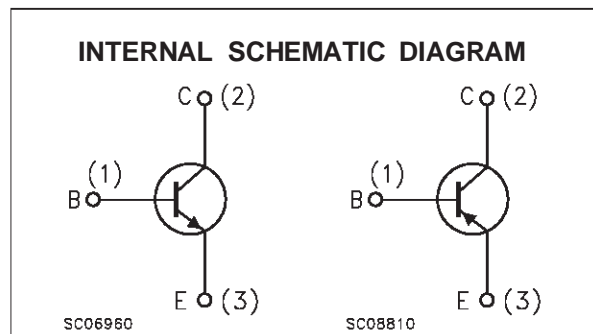 INTERNAL SCHEMATIC DIAGRAM
C (2)
(1)
B
E (3)
SC06960
C (2)
(1)
B
E (3)
SC08810